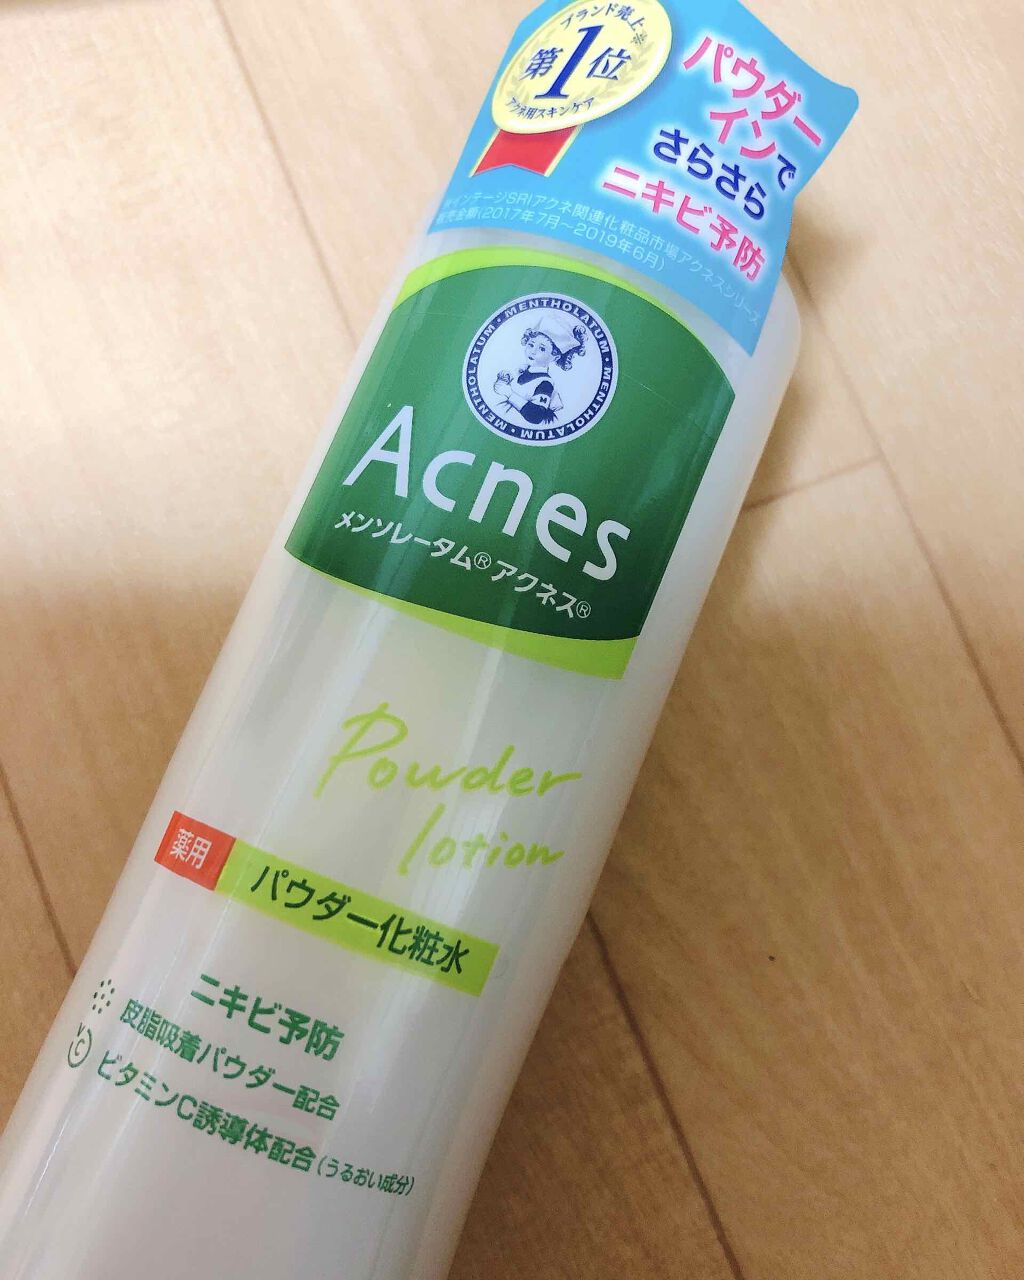 ブランド売上※
第1位
アクネ用スキンケア
パウダー
インで
さらさら
ニキビ予防
インテージSRIアクネ関連化粧品市場アクネスシリーズ
販売金額(2017年7月～2019年6月)
MENTHOLATUM・MENTHOLATUM・MENTHOLATUM・MENTHOLATUM・
Acnes
メンソレータム®アクネス®
Powder
lotion
薬用 パウダー化粧水
ニキビ予防
皮脂吸着パウダー配合
VC ビタミンC誘導体配合(うるおい成分)